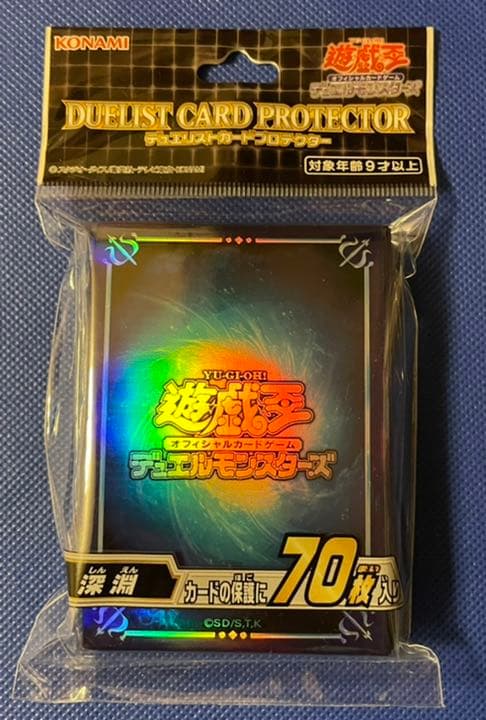 KONAMI
YU-GI-OH!
遊戯王
オフィシャルカードゲーム
デュエルモンスターズ
DUELIST CARD PROTECTOR
デュエリストカードプロテクター
対象年齢9才以上
YU-GI-OH!
遊戯王
オフィシャルカードゲーム
デュエルモンスターズ
しん えん
深淵
カードの保護に70枚入り
©SD/S,T,K